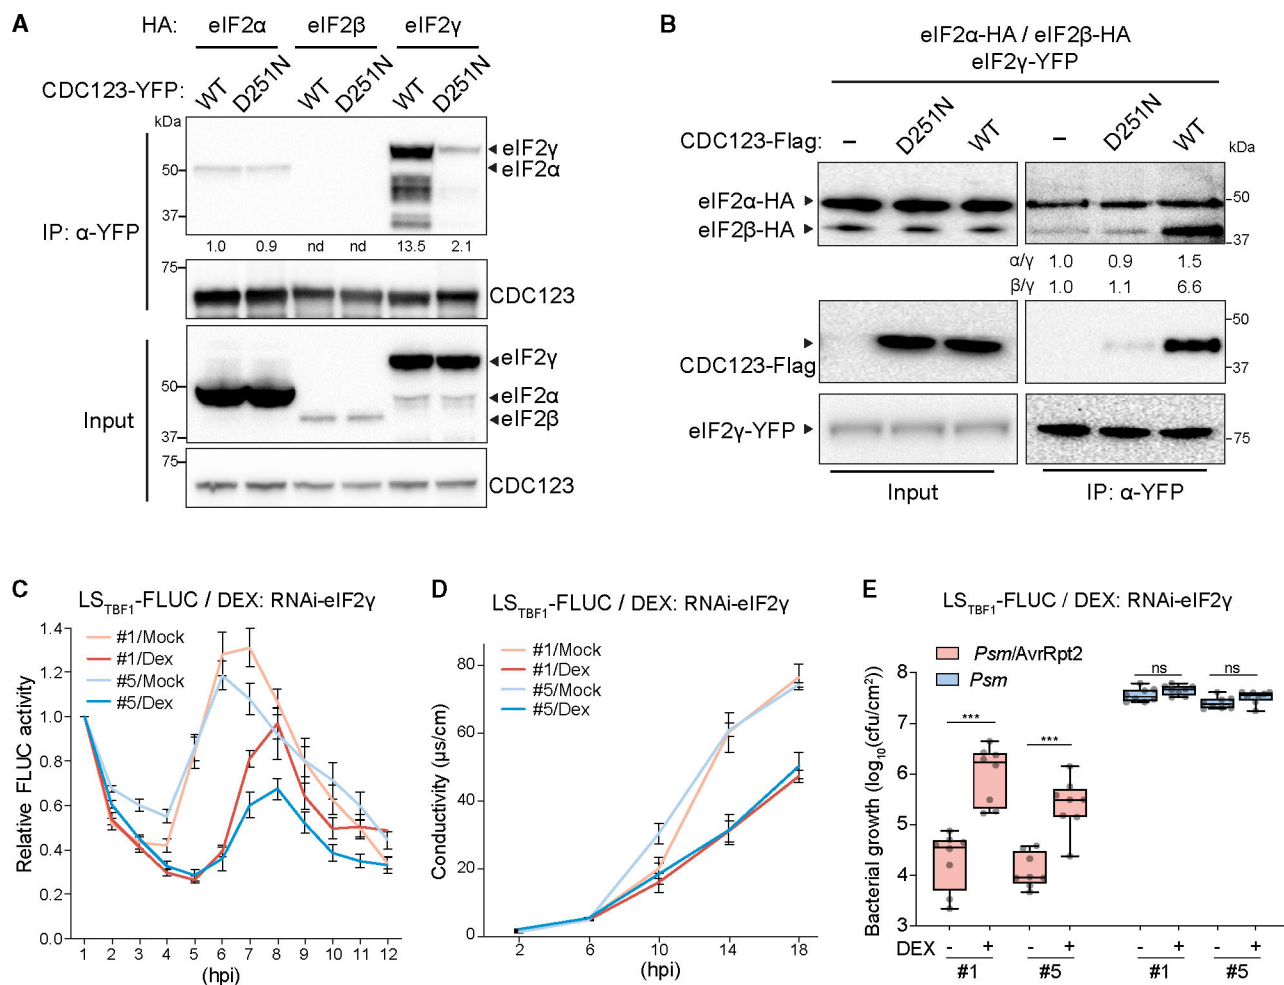 A
HA: eIF2α eIF2β eIF2γ
CDC123-YFP: WT D251N WT D251N WT D251N
kDa
eIF2γ
50 eIF2α
37
IP: α-YFP
1.0 0.9 nd nd 13.5 2.1
75
CDC123
eIF2γ
50
eIF2α
eIF2β
Input
37
75
CDC123
B
eIF2α-HA / eIF2β-HA
eIF2γ-YFP
CDC123-Flag: – D251N WT – D251N WT
kDa
eIF2α-HA 50
eIF2β-HA
37
α/γ 1.0 0.9 1.5
β/γ 1.0 1.1 6.6
50
CDC123-Flag
37
eIF2γ-YFP
75
Input IP: α-YFP
C
LSTBF1-FLUC / DEX: RNAi-eIF2γ
#1/Mock
#1/Dex
#5/Mock
#5/Dex
Relative FLUC activity
1.4
1.2
1.0
0.8
0.6
0.4
0.2
0.0
1 2 3 4 5 6 7 8 9 10 11 12
(hpi)
D
LSTBF1-FLUC / DEX: RNAi-eIF2γ
#1/Mock
#1/Dex
#5/Mock
#5/Dex
Conductivity (μs/cm)
80
60
40
20
0
2 6 10 14 18
(hpi)
E
LSTBF1-FLUC / DEX: RNAi-eIF2γ
Psm/AvrRpt2
Psm
Bacterial growth (log10(cfu/cm²)
8
7
6
5
4
3
*** *** ns ns
DEX - + - + - + - +
#1 #5 #1 #5